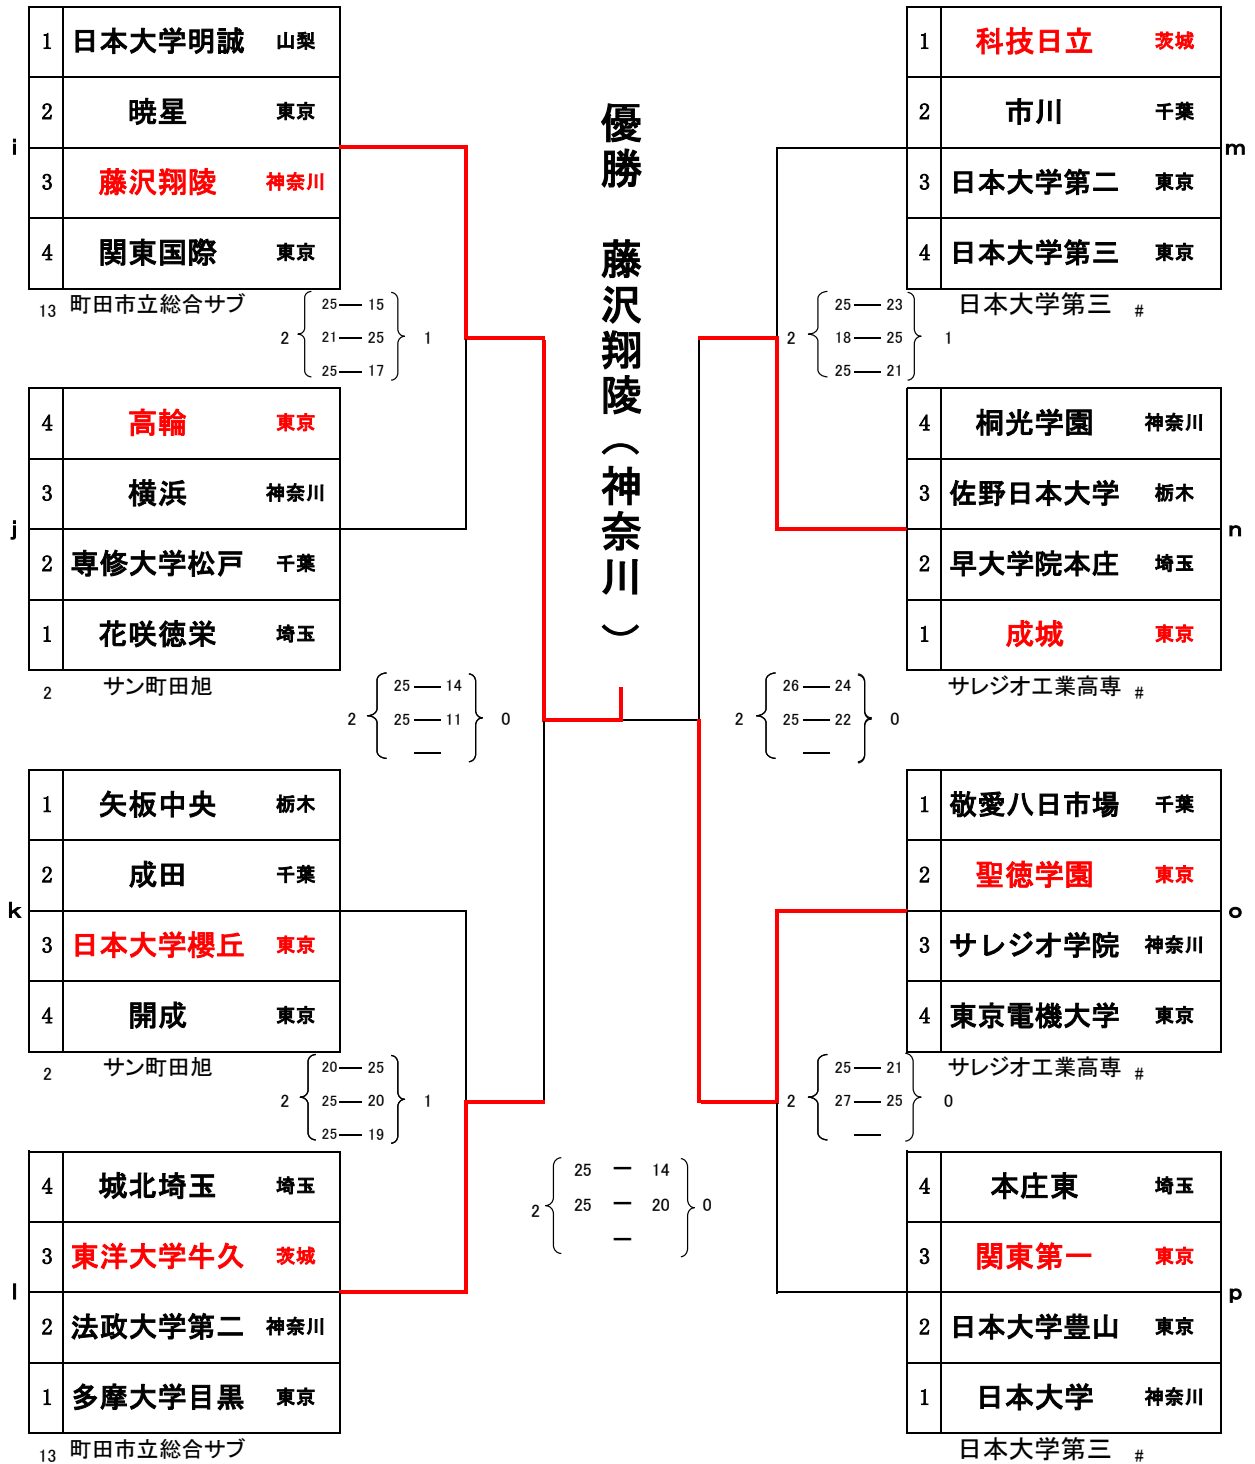 i
1 日本大学明誠 山梨
2 暁星 東京
3 藤沢翔陵 神奈川
4 関東国際 東京
13 町田市立総合サブ
2 25 — 15 1
21 — 25
25 — 17
j
4 高輪 東京
3 横浜 神奈川
2 専修大学松戸 千葉
1 花咲徳栄 埼玉
2 サン町田旭
2 25 — 14 0
25 — 11
—
k
1 矢板中央 栃木
2 成田 千葉
3 日本大学櫻丘 東京
4 開成 東京
2 サン町田旭
2 20 — 25 1
25 — 20
25 — 19
l
4 城北埼玉 埼玉
3 東洋大学牛久 茨城
2 法政大学第二 神奈川
1 多摩大学目黒 東京
13 町田市立総合サブ
優勝 藤沢翔陵(神奈川)
2 25 — 14 0
25 — 20
—
m
1 科技日立 茨城
2 市川 千葉
3 日本大学第二 東京
4 日本大学第三 東京
日本大学第三 #
2 25 — 23 1
18 — 25
25 — 21
n
4 桐光学園 神奈川
3 佐野日本大学 栃木
2 早大学院本庄 埼玉
1 成城 東京
サレジオ工業高専 #
2 26 — 24 0
25 — 22
—
o
1 敬愛八日市場 千葉
2 聖徳学園 東京
3 サレジオ学院 神奈川
4 東京電機大学 東京
サレジオ工業高専 #
2 25 — 21 0
27 — 25
—
p
4 本庄東 埼玉
3 関東第一 東京
2 日本大学豊山 東京
1 日本大学 神奈川
日本大学第三 #